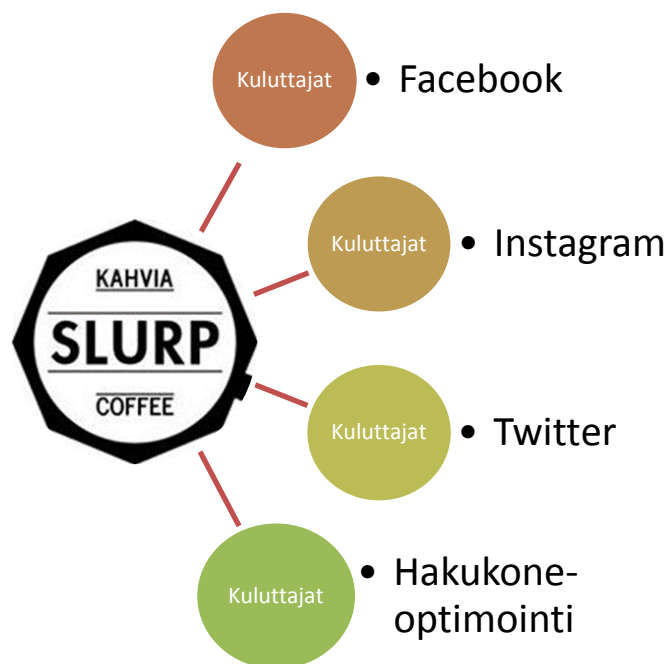 Kuluttajat
• Facebook
Kuluttajat
• Instagram
KAHVIA
SLURP
COFFEE
Kuluttajat
• Twitter
Kuluttajat
• Hakukone-
optimointi